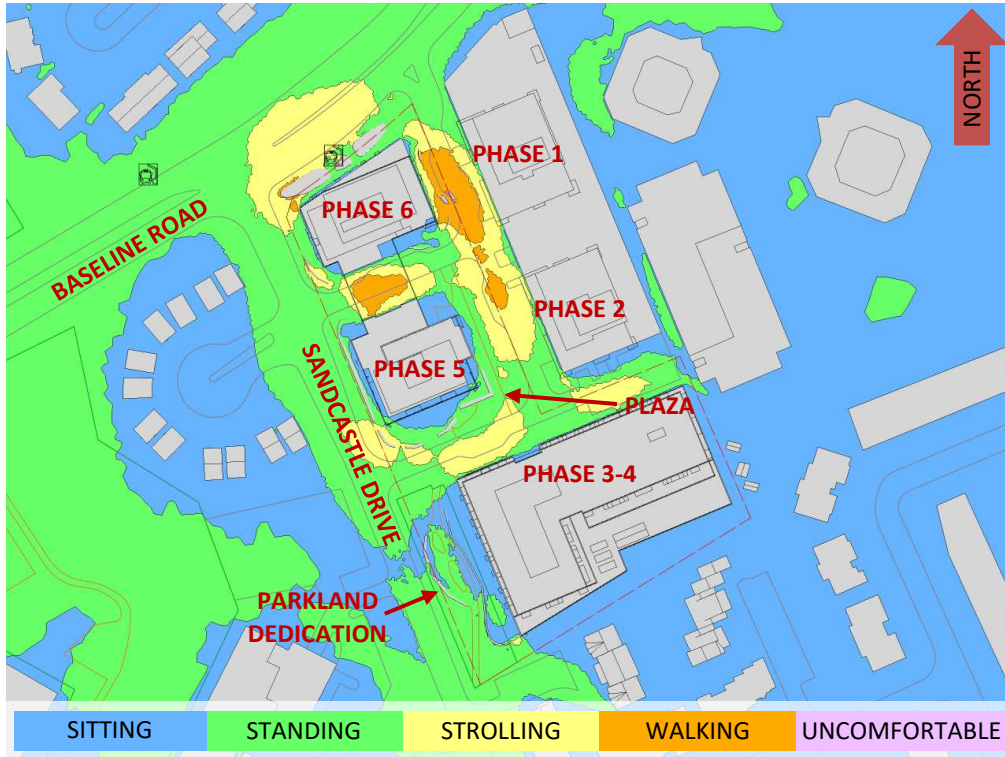 NORTH
PHASE 1
PHASE 6
BASELINE ROAD
PHASE 2
PHASE 5
SANDCASTLE DRIVE
PLAZA
PHASE 3-4
PARKLAND
DEDICATION
SITTING
STANDING
STROLLING
WALKING
UNCOMFORTABLE